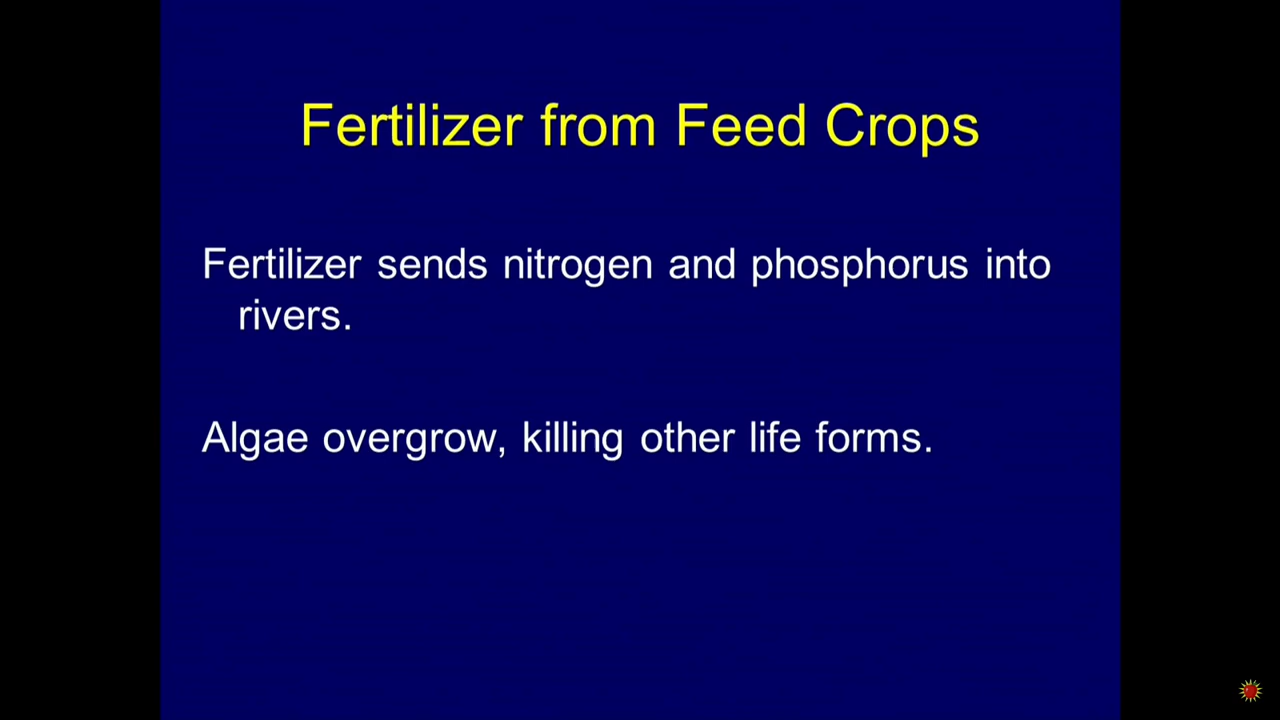 Fertilizer from Feed Crops
Fertilizer sends nitrogen and phosphorus into
rivers.
Algae overgrow, killing other life forms.